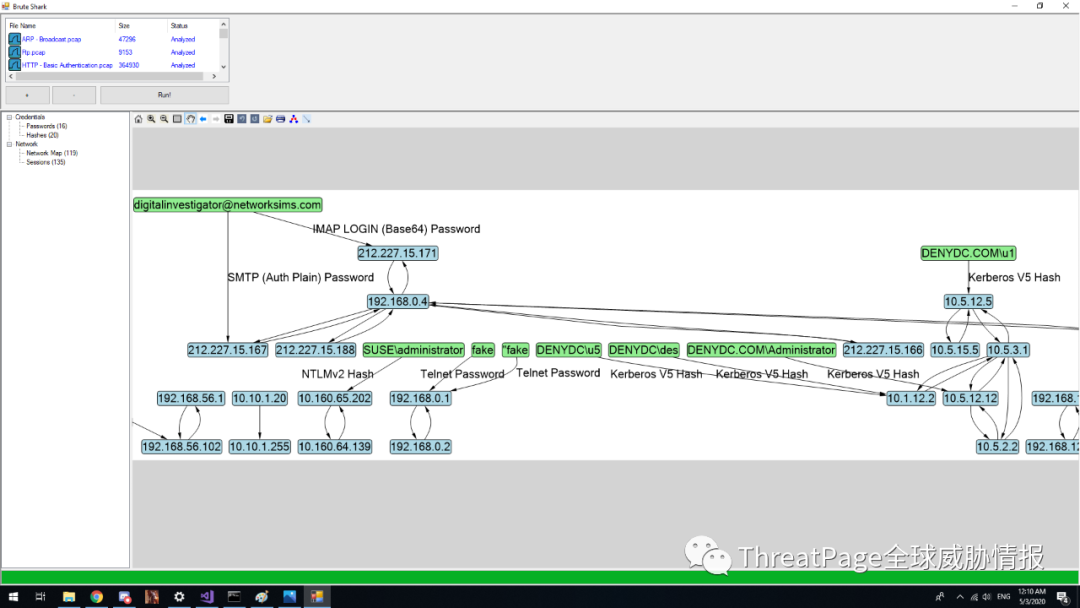 Brute Shark
File Name Size Status
ARP - Broadcast.pcap 47296 Analyzed
ftp.pcap 9153 Analyzed
HTTP - Basic Authentication.pcap 364930 Analyzed
+ - Run!
Credentials
Passwords (16)
Hashes (20)
Network
Network Map (119)
Sessions (135)
digitalinvestigator@networksims.com
IMAP LOGIN (Base64) Password
212.227.15.171 DENYDC.COM\u1
SMTP (Auth Plain) Password Kerberos V5 Hash
192.168.0.4 10.5.12.5
212.227.15.167 212.227.15.188 SUSE\administrator fake "fake DENYDC\u5 DENYDC\des DENYDC.COM\Administrator 212.227.15.166 10.5.15.5 10.5.3.1
NTLMv2 Hash Telnet Password Telnet Password Kerberos V5 Hash Kerberos V5 Hash Kerberos V5 Hash
192.168.56.1 10.10.1.20 10.160.65.202 192.168.0.1 10.1.12.2 10.5.12.12 192.168.
192.168.56.102 10.10.1.255 10.160.64.139 192.168.0.2 10.5.2.2 192.168.12
ThreatPage全球威胁情报
ENG 12:10 AM
5/3/2020